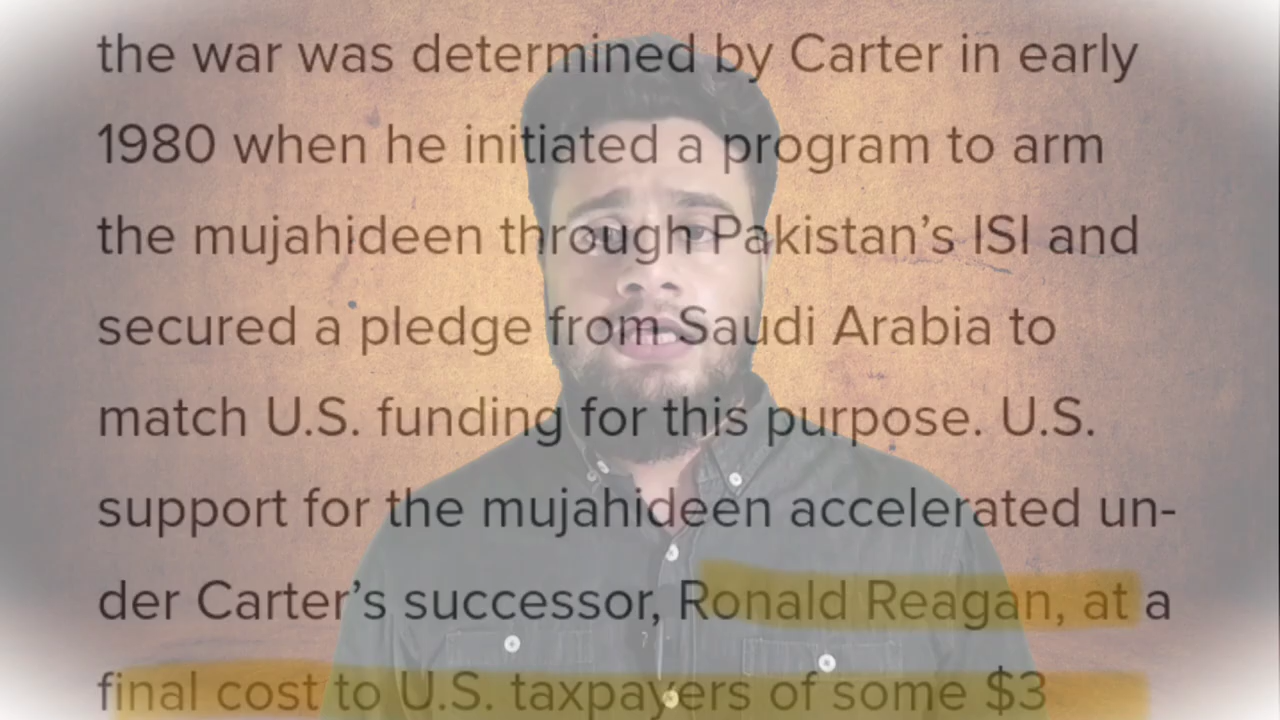 the war was determined by Carter in early
1980 when he initiated a program to arm
the mujahideen through Pakistan’s ISI and
secured a pledge from Saudi Arabia to
match U.S. funding for this purpose. U.S.
support for the mujahideen accelerated un-
der Carter’s successor, Ronald Reagan, at a
final cost to U.S. taxpayers of some $3